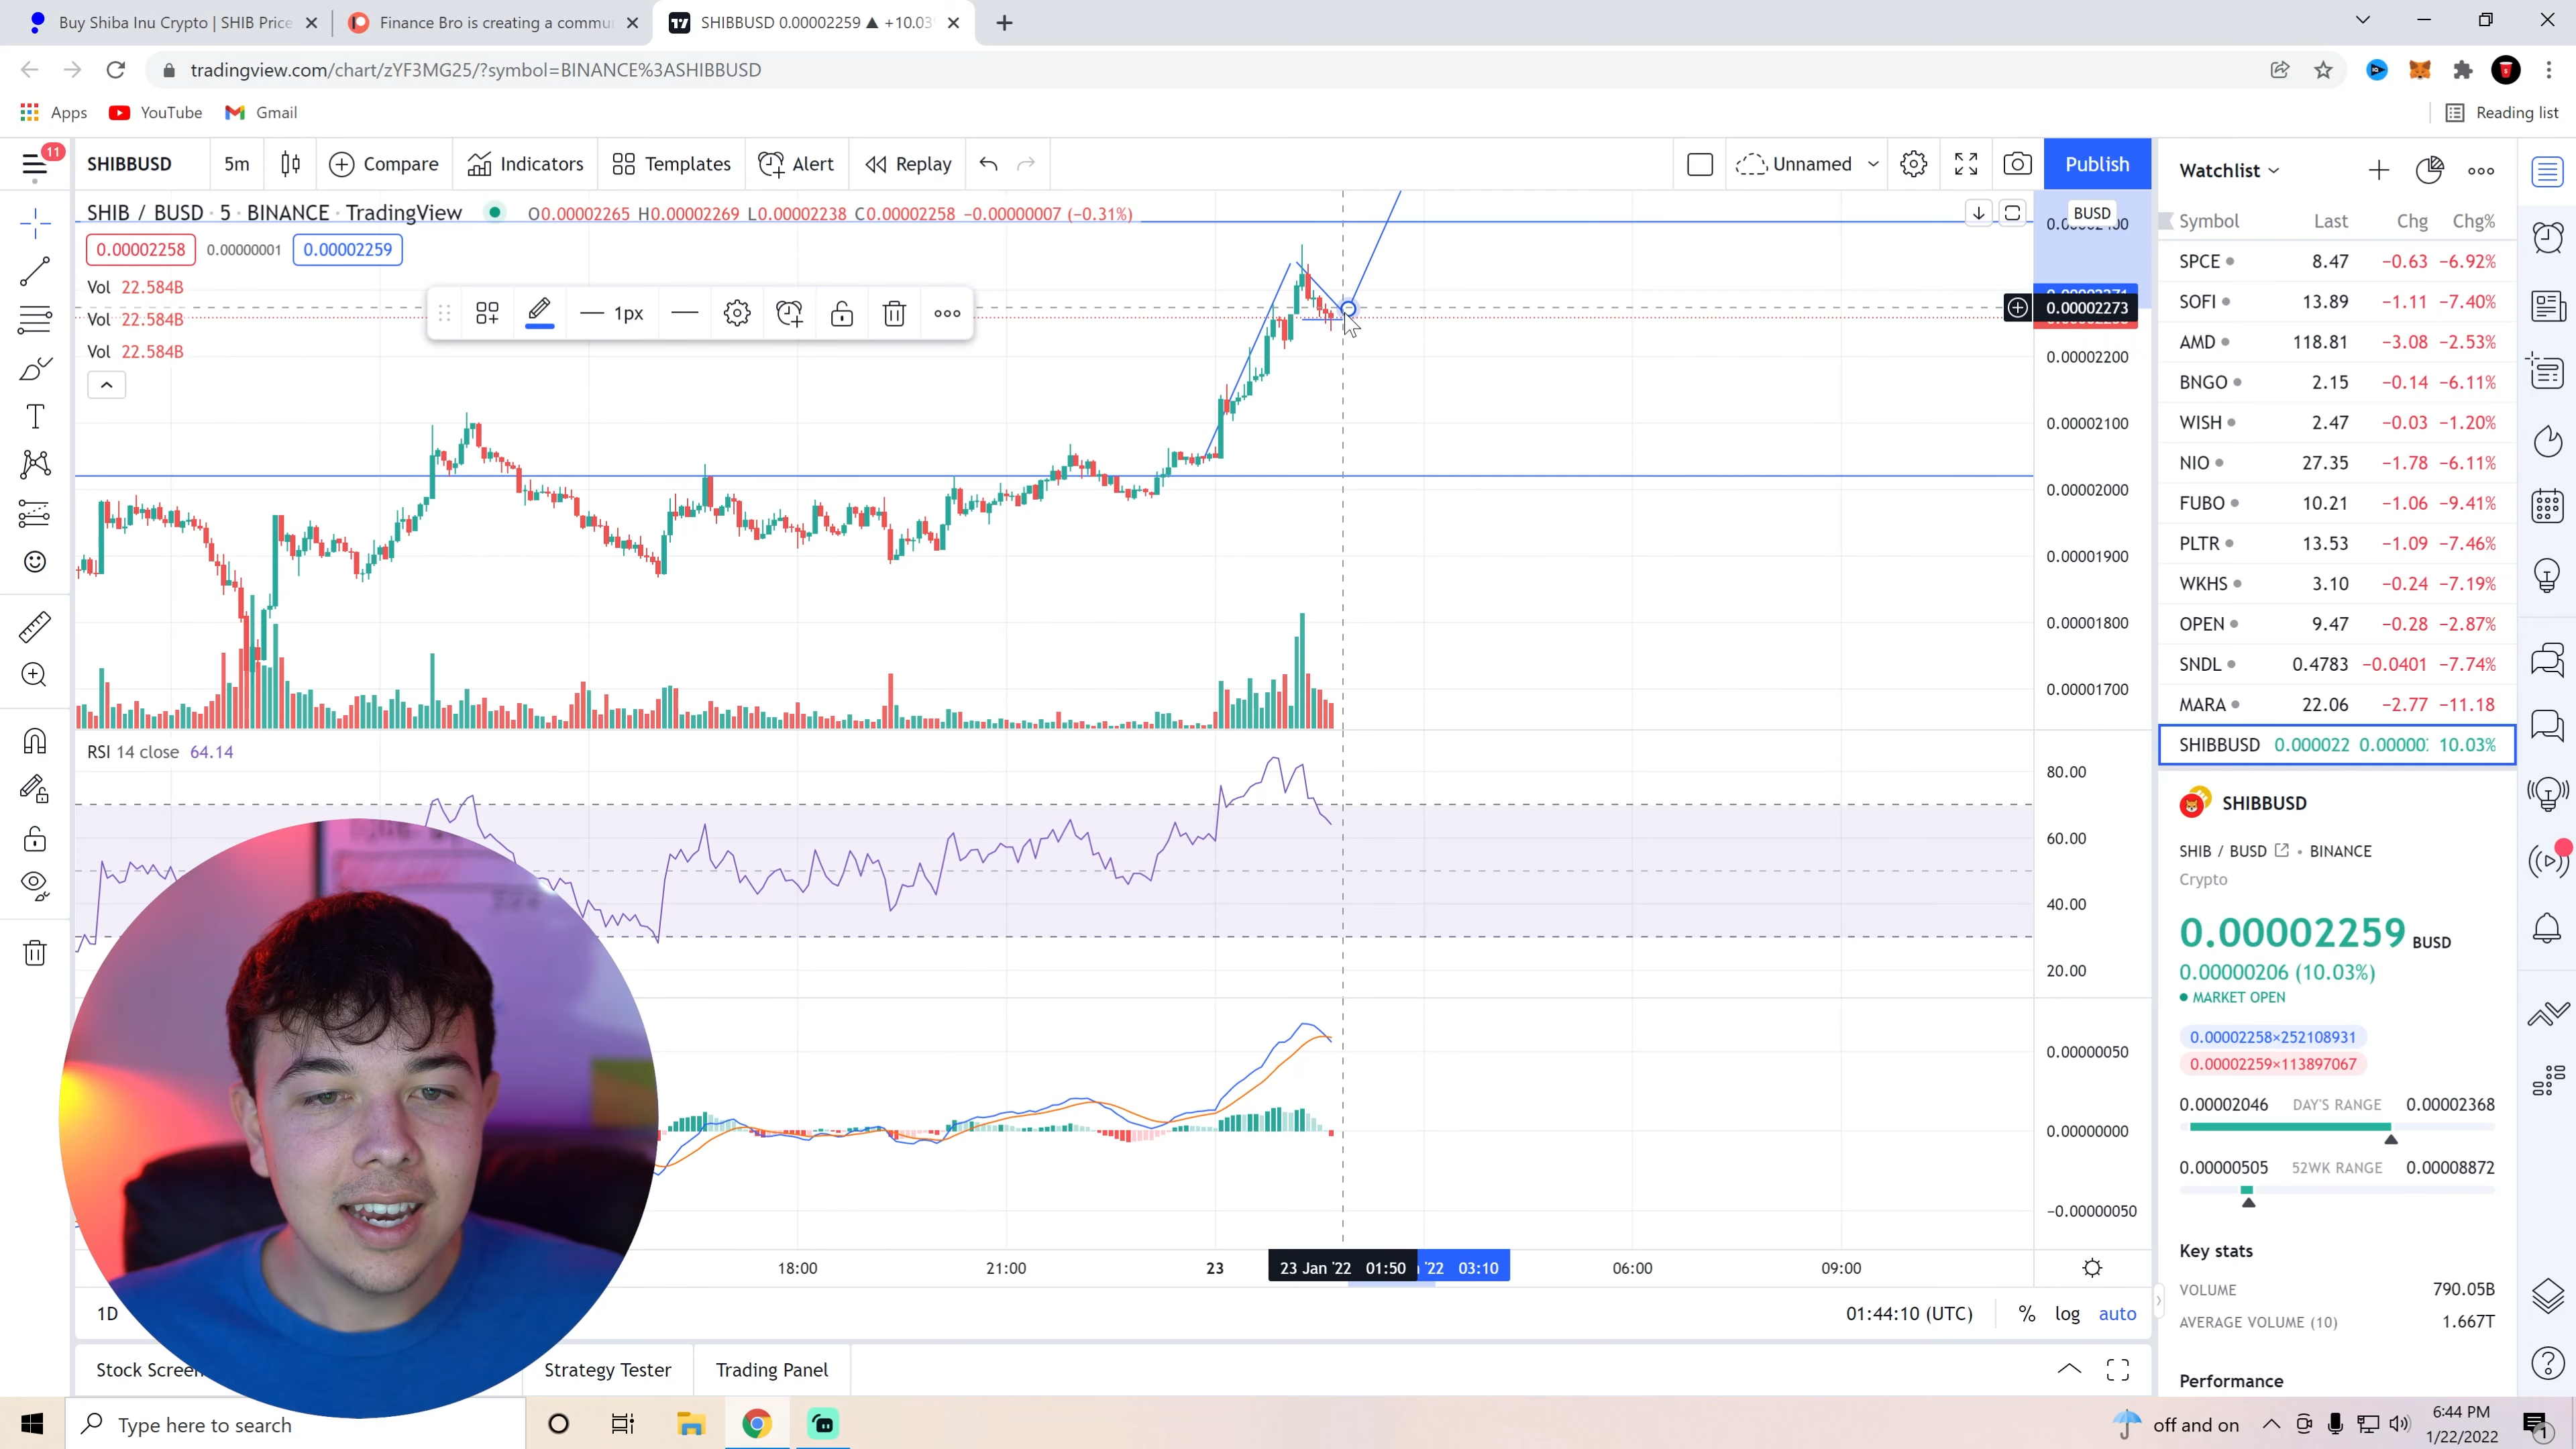 Buy Shiba Inu Crypto | SHIB Price
Finance Bro is creating a commu
SHIBBUSD 0.00002259 ▲ +10.03
tradingview.com/chart/zYF3MG25/?symbol=BINANCE%3ASHIBBUSD
Apps YouTube Gmail Reading list
11
SHIBBUSD 5m Compare Indicators Templates Alert Replay Unnamed Publish
SHIB / BUSD · 5 · BINANCE · TradingView O0.00002265 H0.00002269 L0.00002238 C0.00002258 −0.00000007 (−0.31%)
0.00002258 0.00000001 0.00002259
Vol 22.584B
Vol 22.584B
Vol 22.584B
1px
BUSD
0.00002273
0.00002200
0.00002100
0.00002000
0.00001900
0.00001800
0.00001700
RSI 14 close 64.14
80.00
60.00
40.00
20.00
0.00000050
0.00000000
−0.00000050
18:00 21:00 23 23 Jan '22 01:50 '22 03:10 06:00 09:00
1D 01:44:10 (UTC) % log auto
Stock Screen Strategy Tester Trading Panel
Watchlist
Symbol Last Chg Chg%
SPCE 8.47 −0.63 −6.92%
SOFI 13.89 −1.11 −7.40%
AMD 118.81 −3.08 −2.53%
BNGO 2.15 −0.14 −6.11%
WISH 2.47 −0.03 −1.20%
NIO 27.35 −1.78 −6.11%
FUBO 10.21 −1.06 −9.41%
PLTR 13.53 −1.09 −7.46%
WKHS 3.10 −0.24 −7.19%
OPEN 9.47 −0.28 −2.87%
SNDL 0.4783 −0.0401 −7.74%
MARA 22.06 −2.77 −11.18
SHIBBUSD 0.000022 0.00000 10.03%
SHIBBUSD
SHIB / BUSD • BINANCE
Crypto
0.00002259 BUSD
0.00000206 (10.03%)
MARKET OPEN
0.00002258×252108931
0.00002259×113897067
0.00002046 DAY'S RANGE 0.00002368
0.00000505 52WK RANGE 0.00008872
Key stats
VOLUME 790.05B
AVERAGE VOLUME (10) 1.667T
Performance
Type here to search
off and on
6:44 PM
1/22/2022
1